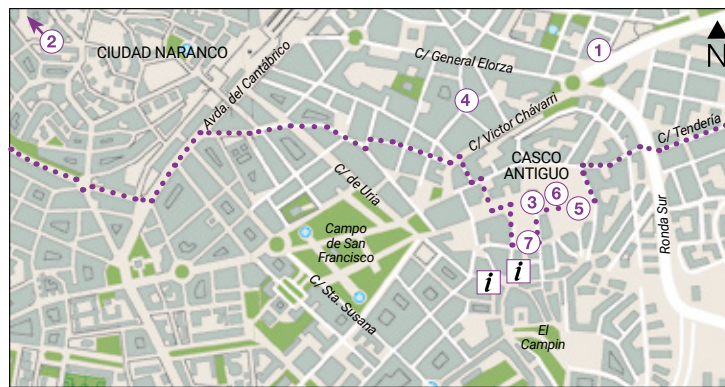 2
CIUDAD NARANCO
Avda. del Cantábrico
C/ General Elorza
1
N
4
C/ Víctor Chávarri
C/ Tendería
CASCO
ANTIGUO
C/ de Uría
3
6
5
7
Campo
de San
Francisco
Ronda Sur
i
i
C/ Sta. Susana
El
Campín